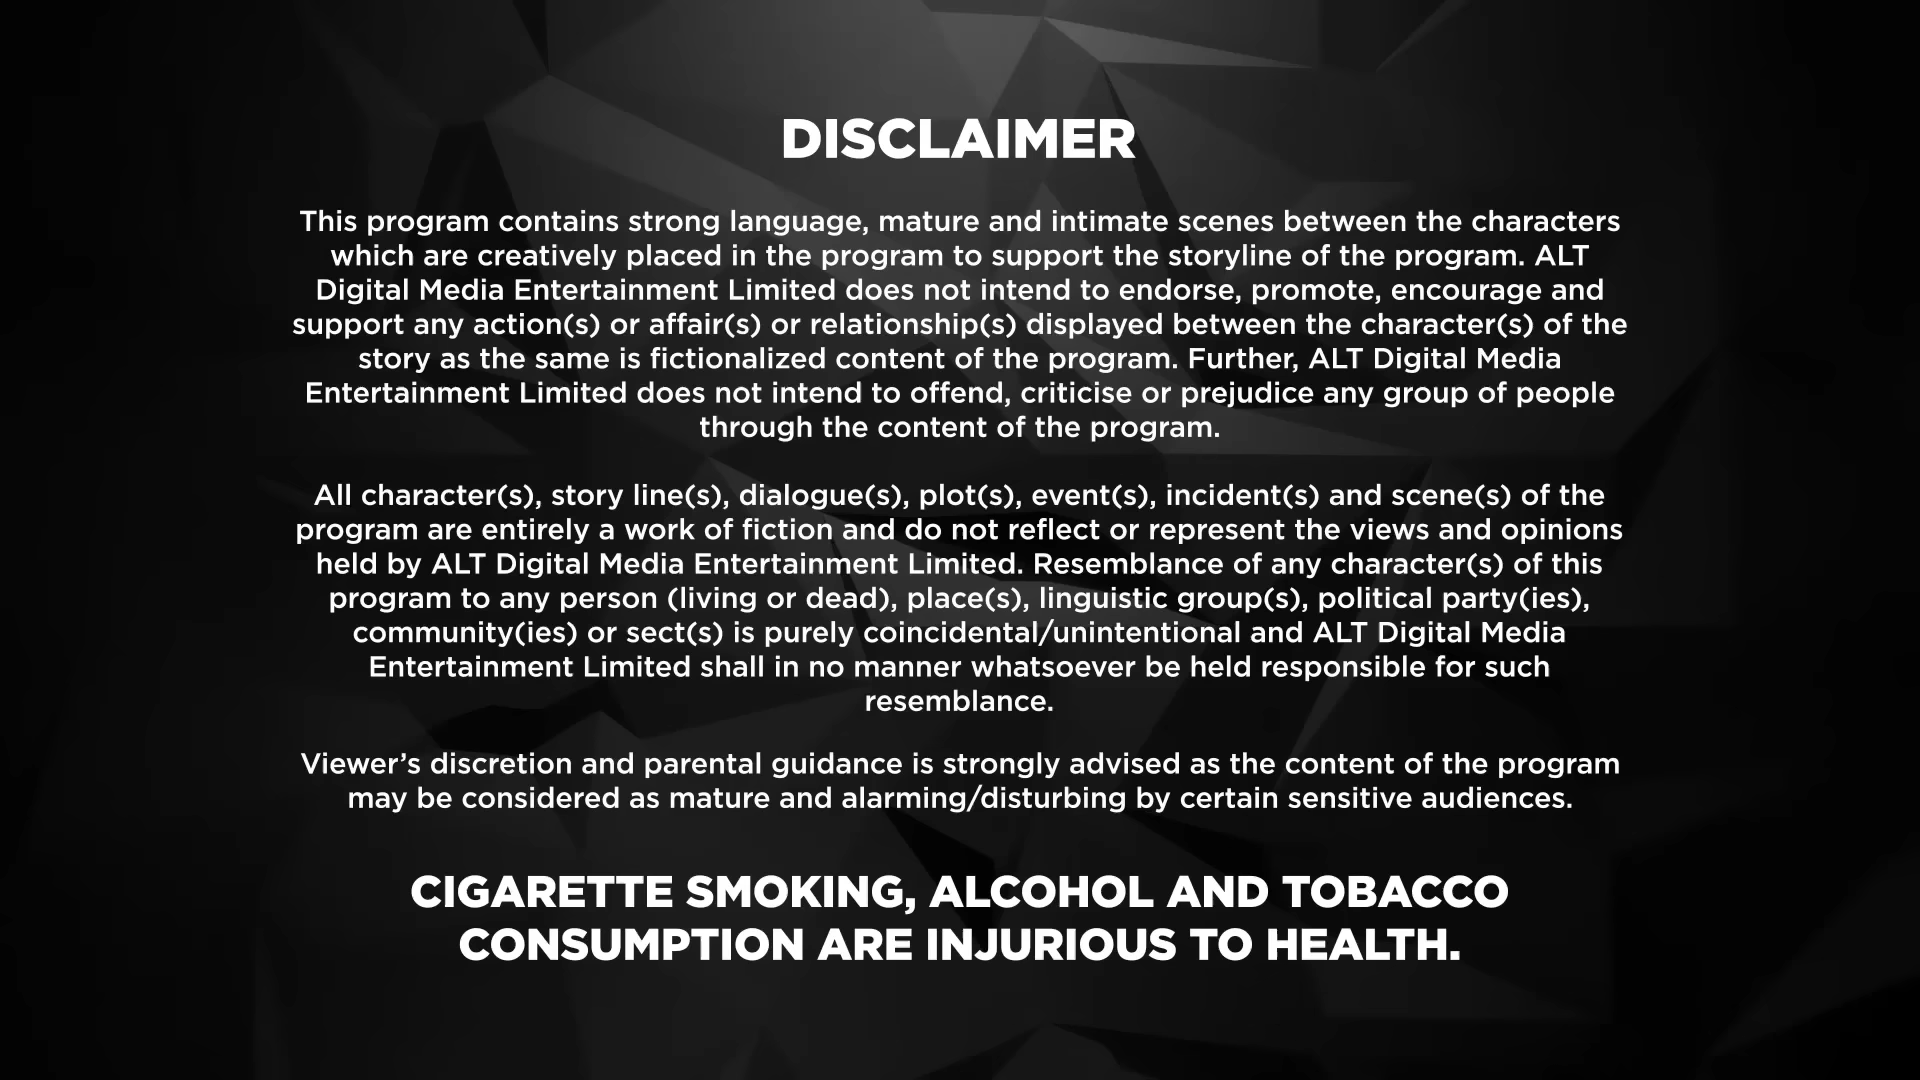 DISCLAIMER
This program contains strong language, mature and intimate scenes between the characters
which are creatively placed in the program to support the storyline of the program. ALT
Digital Media Entertainment Limited does not intend to endorse, promote, encourage and
support any action(s) or affair(s) or relationship(s) displayed between the character(s) of the
story as the same is fictionalized content of the program. Further, ALT Digital Media
Entertainment Limited does not intend to offend, criticise or prejudice any group of people
through the content of the program.
All character(s), story line(s), dialogue(s), plot(s), event(s), incident(s) and scene(s) of the
program are entirely a work of fiction and do not reflect or represent the views and opinions
held by ALT Digital Media Entertainment Limited. Resemblance of any character(s) of this
program to any person (living or dead), place(s), linguistic group(s), political party(ies),
community(ies) or sect(s) is purely coincidental/unintentional and ALT Digital Media
Entertainment Limited shall in no manner whatsoever be held responsible for such
resemblance.
Viewer’s discretion and parental guidance is strongly advised as the content of the program
may be considered as mature and alarming/disturbing by certain sensitive audiences.
CIGARETTE SMOKING, ALCOHOL AND TOBACCO
CONSUMPTION ARE INJURIOUS TO HEALTH.